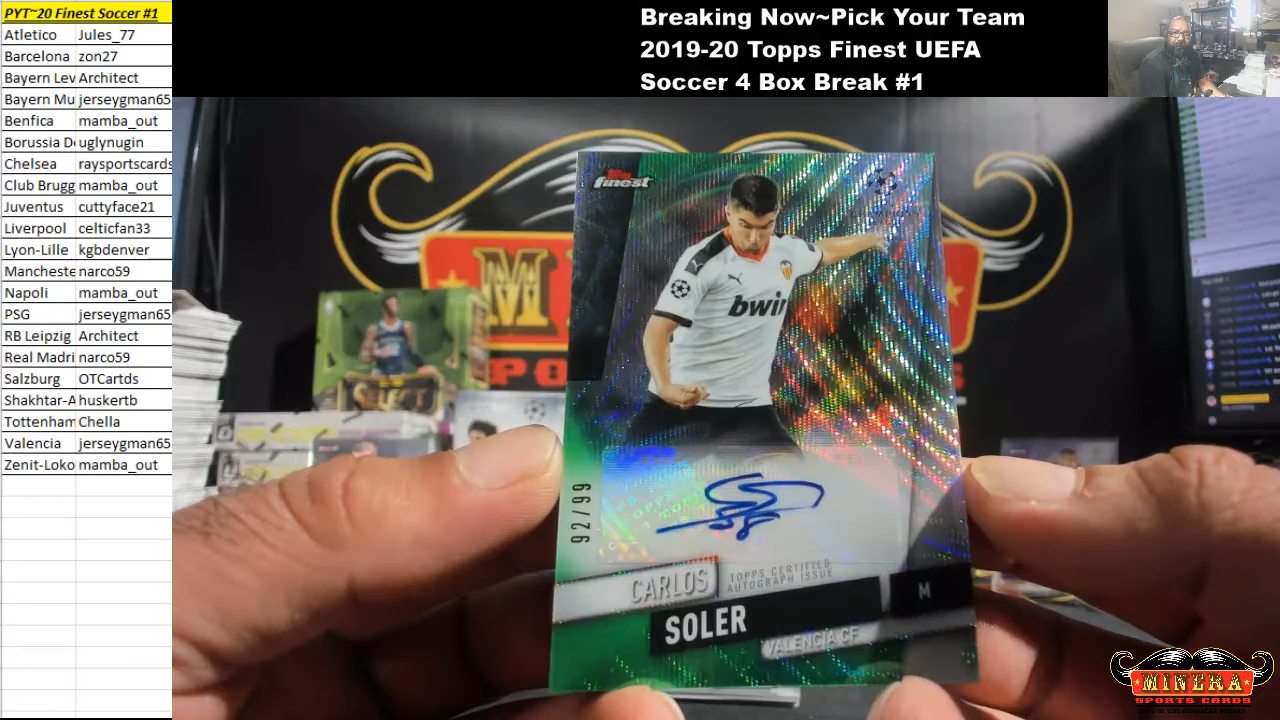 PYT~20 Finest Soccer #1
Atletico Jules_77
Barcelona zon27
Bayern Lev Architect
Bayern Mu jerseygman65
Benfica mamba_out
Borussia D uglynugin
Chelsea raysportscards
Club Brugg mamba_out
Juventus cuttyface21
Liverpool celticfan33
Lyon-Lille kgbdenver
Mancheste narco59
Napoli mamba_out
PSG jerseygman65
RB Leipzig Architect
Real Madri narco59
Salzburg OTCartds
Shakhtar-A huskertb
Tottenham Chella
Valencia jerseygman65
Zenit-Loko mamba_out
Breaking Now~Pick Your Team
2019-20 Topps Finest UEFA
Soccer 4 Box Break #1
finest
bwin
92/99
CARLOS
TOPPS CERTIFIED
AUTOGRAPH ISSUE
SOLER
M
VALENCIA CF
SELECT
MINERA
SPORTS CARDS